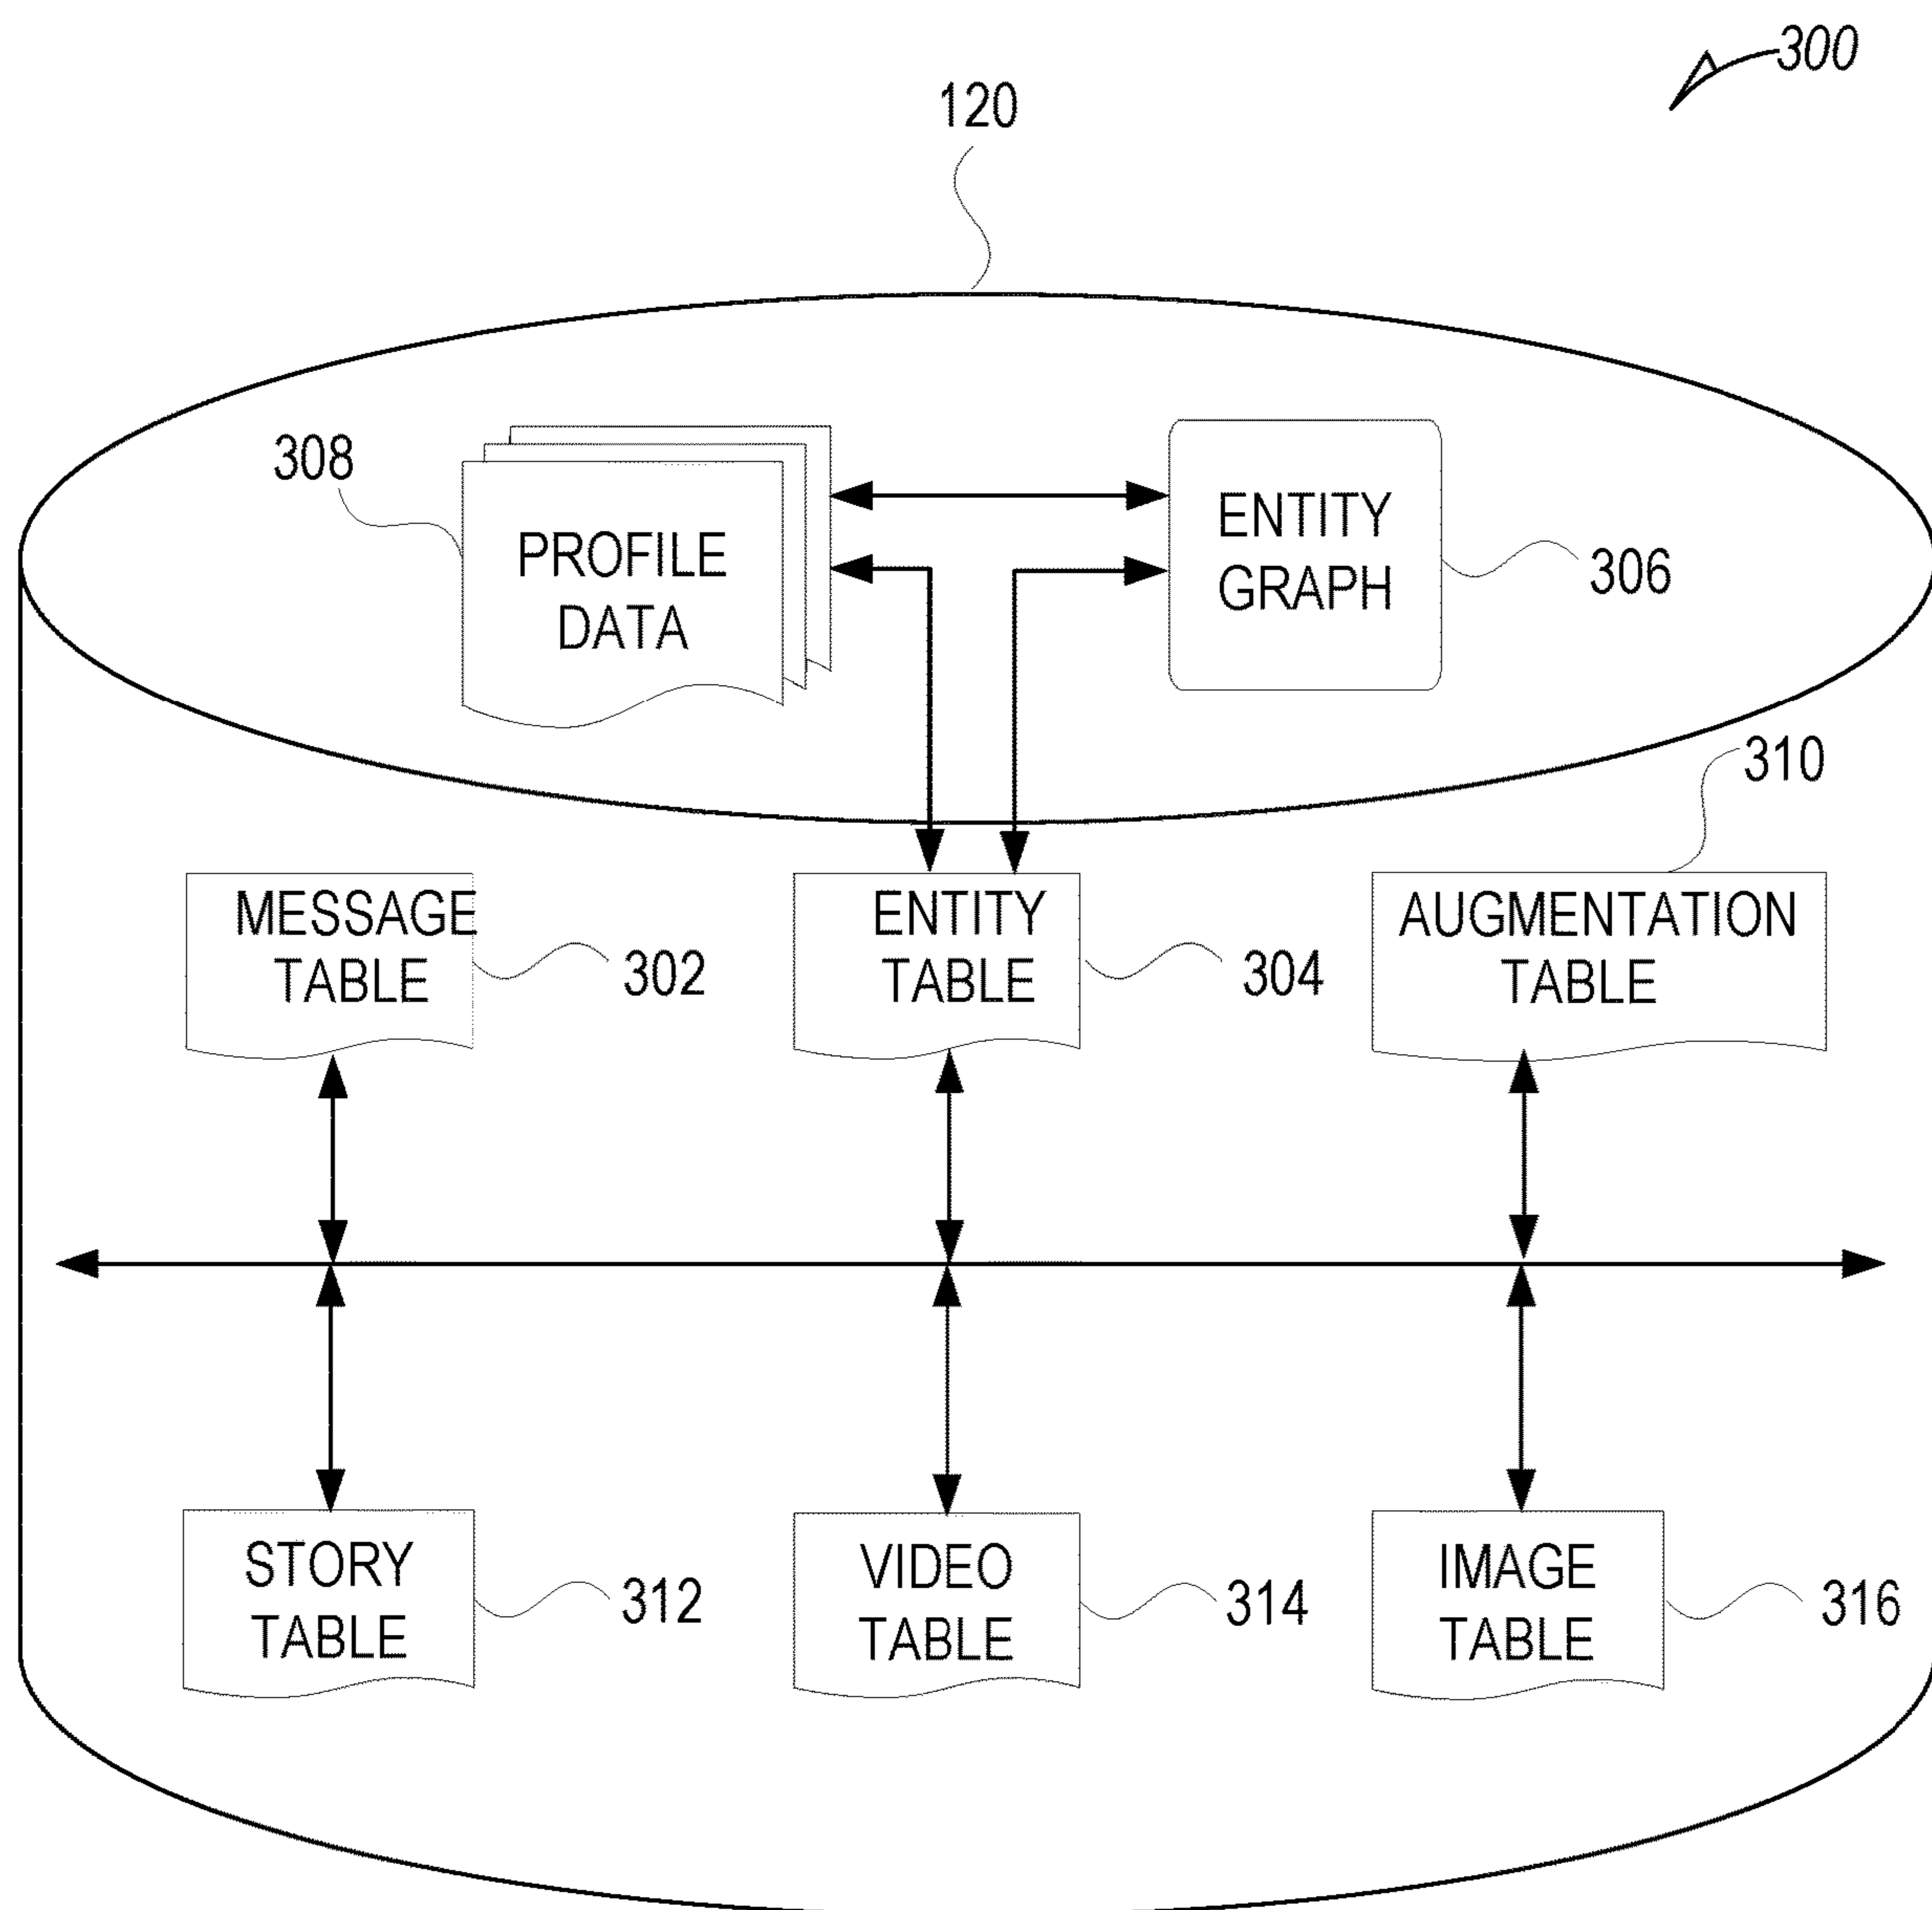 300
120
308
PROFILE
DATA
ENTITY
GRAPH
306
310
MESSAGE
TABLE
302
ENTITY
TABLE
304
AUGMENTATION
TABLE
STORY
TABLE
312
VIDEO
TABLE
314
IMAGE
TABLE
316